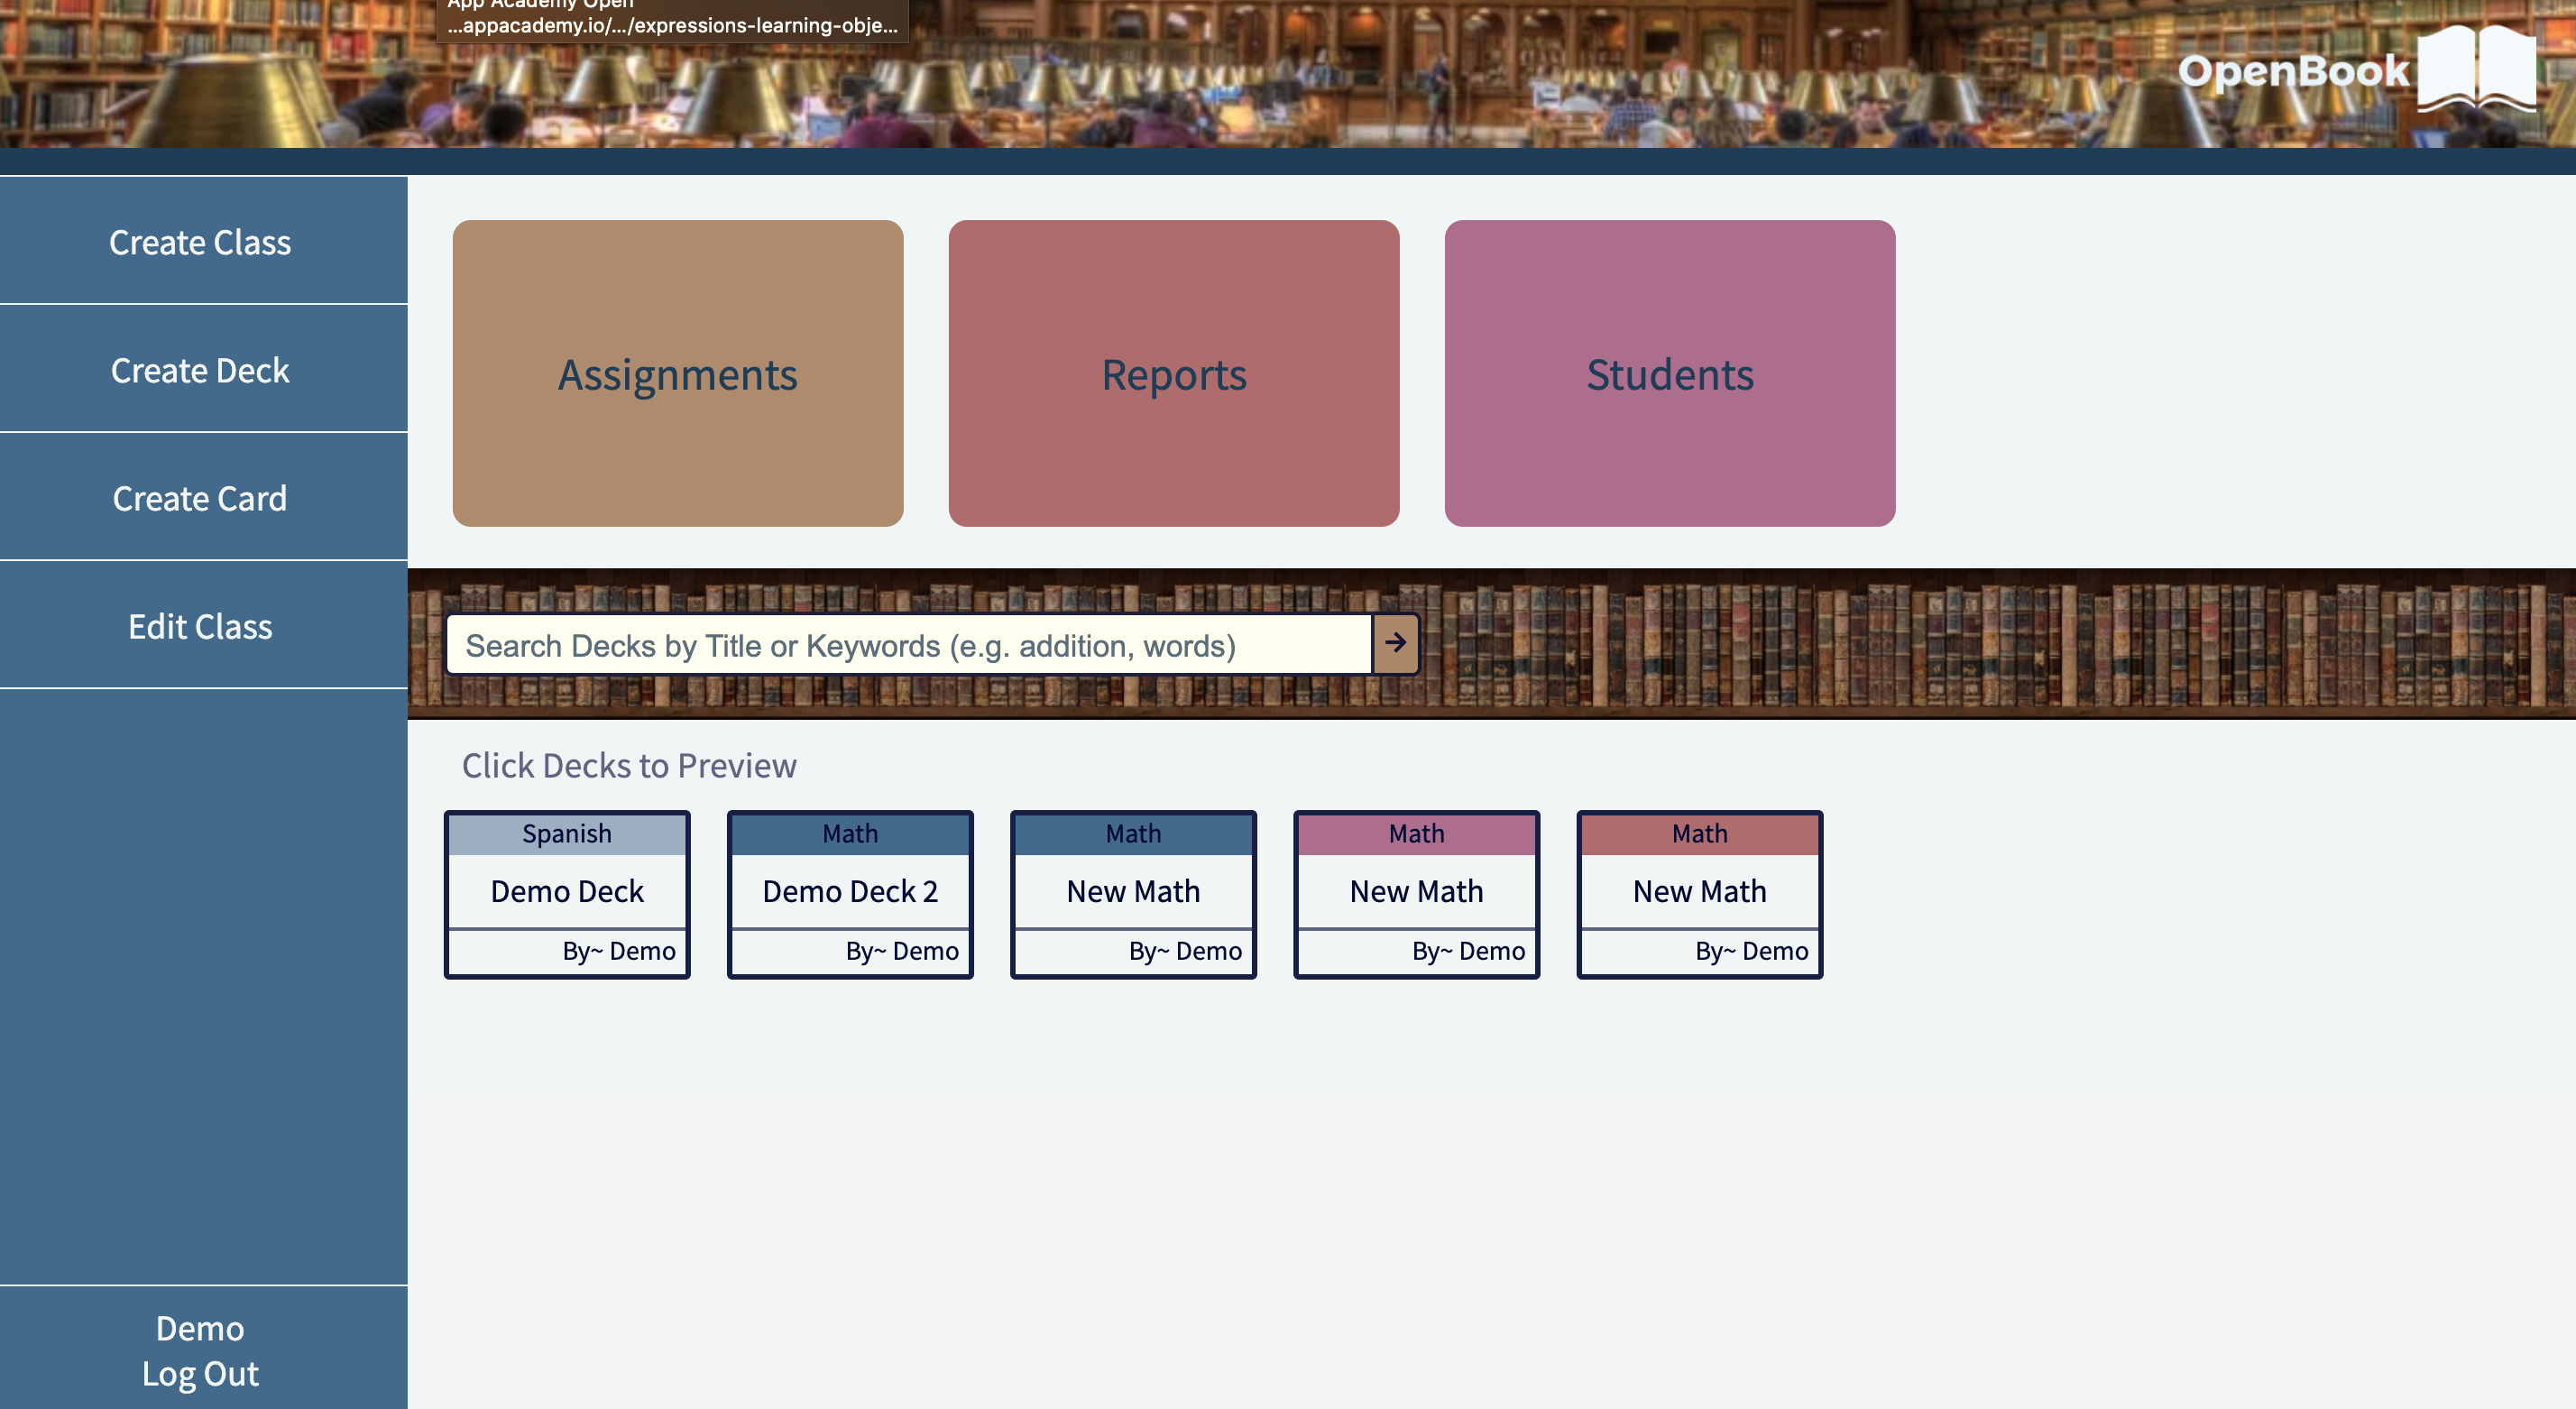 App Academy Open
...appacademy.io/.../expressions-learning-obje...
OpenBook
Create Class
Create Deck
Create Card
Edit Class
Demo
Log Out
Assignments
Reports
Students
Search Decks by Title or Keywords (e.g. addition, words)
Click Decks to Preview
Spanish
Demo Deck
By~ Demo
Math
Demo Deck 2
By~ Demo
Math
New Math
By~ Demo
Math
New Math
By~ Demo
Math
New Math
By~ Demo